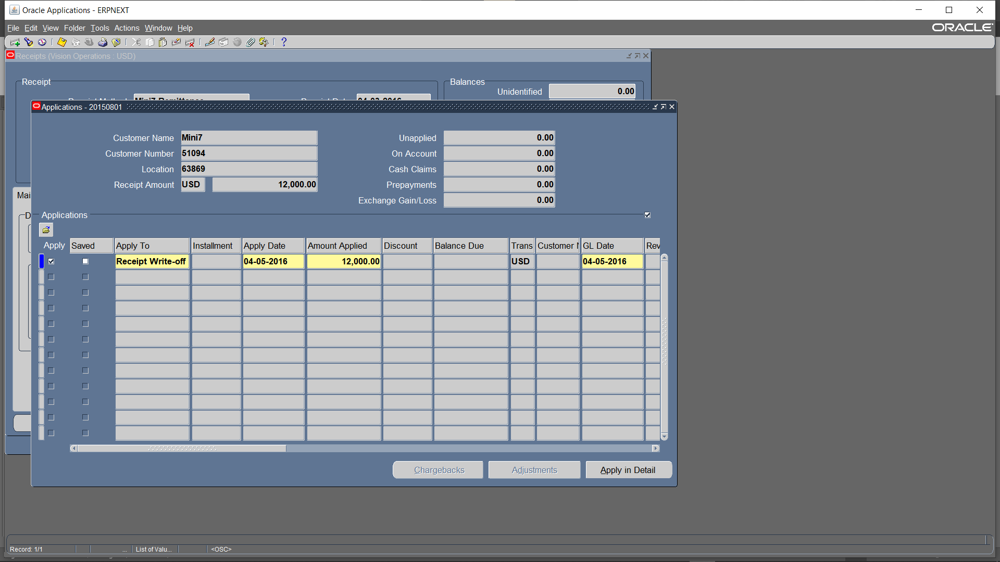 Oracle Applications - ERPNEXT
File Edit View Folder Tools Actions Window Help
ORACLE
Receipts (Vision Operations : USD)
Receipt
Balances
Unidentified 0.00
Applications - 20150801
Customer Name Mini7
Customer Number 51094
Location 63869
Receipt Amount USD 12,000.00
Unapplied 0.00
On Account 0.00
Cash Claims 0.00
Prepayments 0.00
Exchange Gain/Loss 0.00
Mai
D
Applications
Apply Saved Apply To Installment Apply Date Amount Applied Discount Balance Due Trans Customer N GL Date Rev
Receipt Write-off 04-05-2016 12,000.00 USD 04-05-2016
Chargebacks Adjustments Apply in Detail
Record: 1/1 ... List of Valu... <OSC>